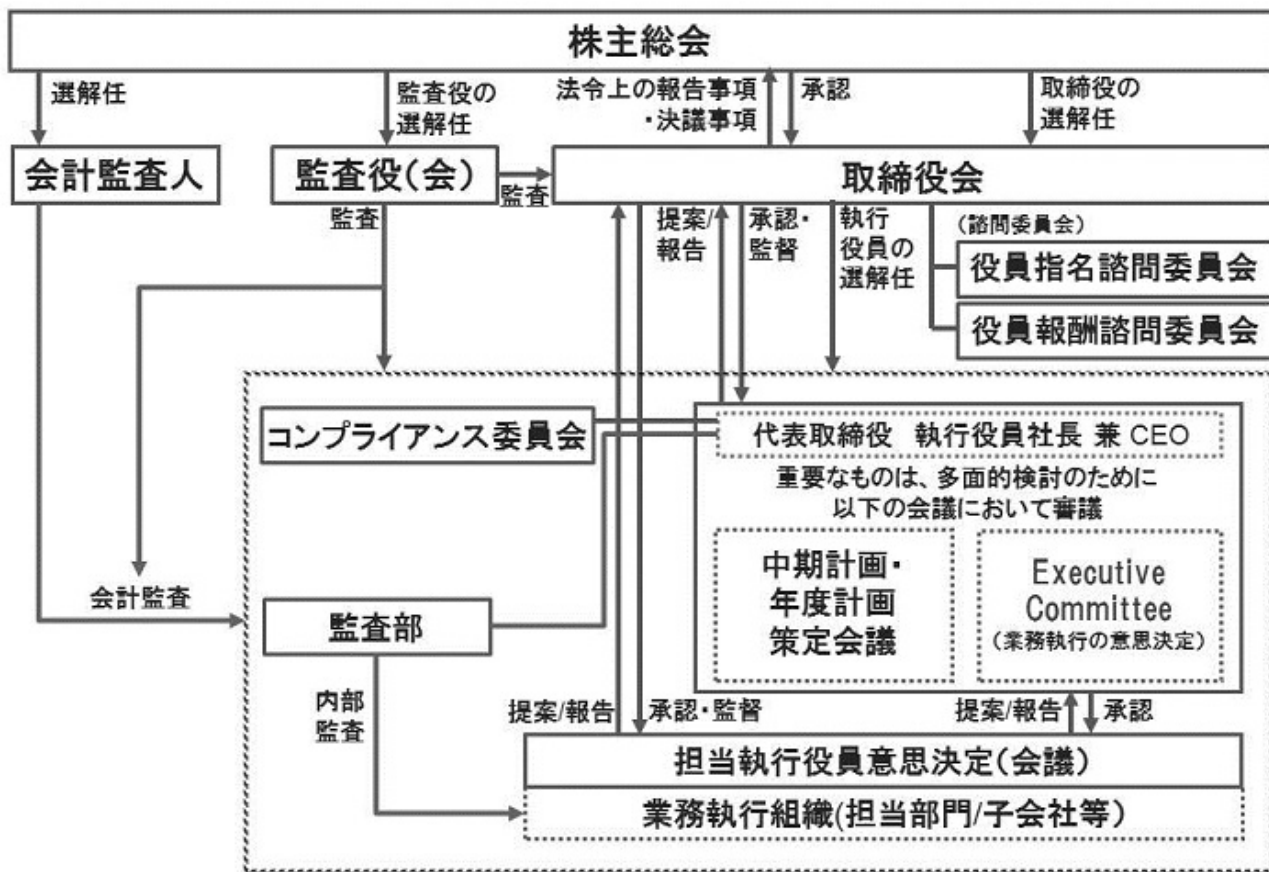 株主総会
選解任
監査役の
選解任
法令上の報告事項
・決議事項
承認
取締役の
選解任
会計監査人
監査役(会)
監査
取締役会
監査
提案/
報告
承認・
監督
執行
役員の
選解任
(諮問委員会)
役員指名諮問委員会
役員報酬諮問委員会
コンプライアンス委員会
代表取締役 執行役員社長 兼 CEO
重要なものは、多面的検討のために
以下の会議において審議
中期計画・
年度計画
策定会議
Executive
Committee
(業務執行の意思決定)
会計監査
監査部
内部
監査
提案/報告
承認・監督
提案/報告
承認
担当執行役員意思決定(会議)
業務執行組織(担当部門/子会社等)